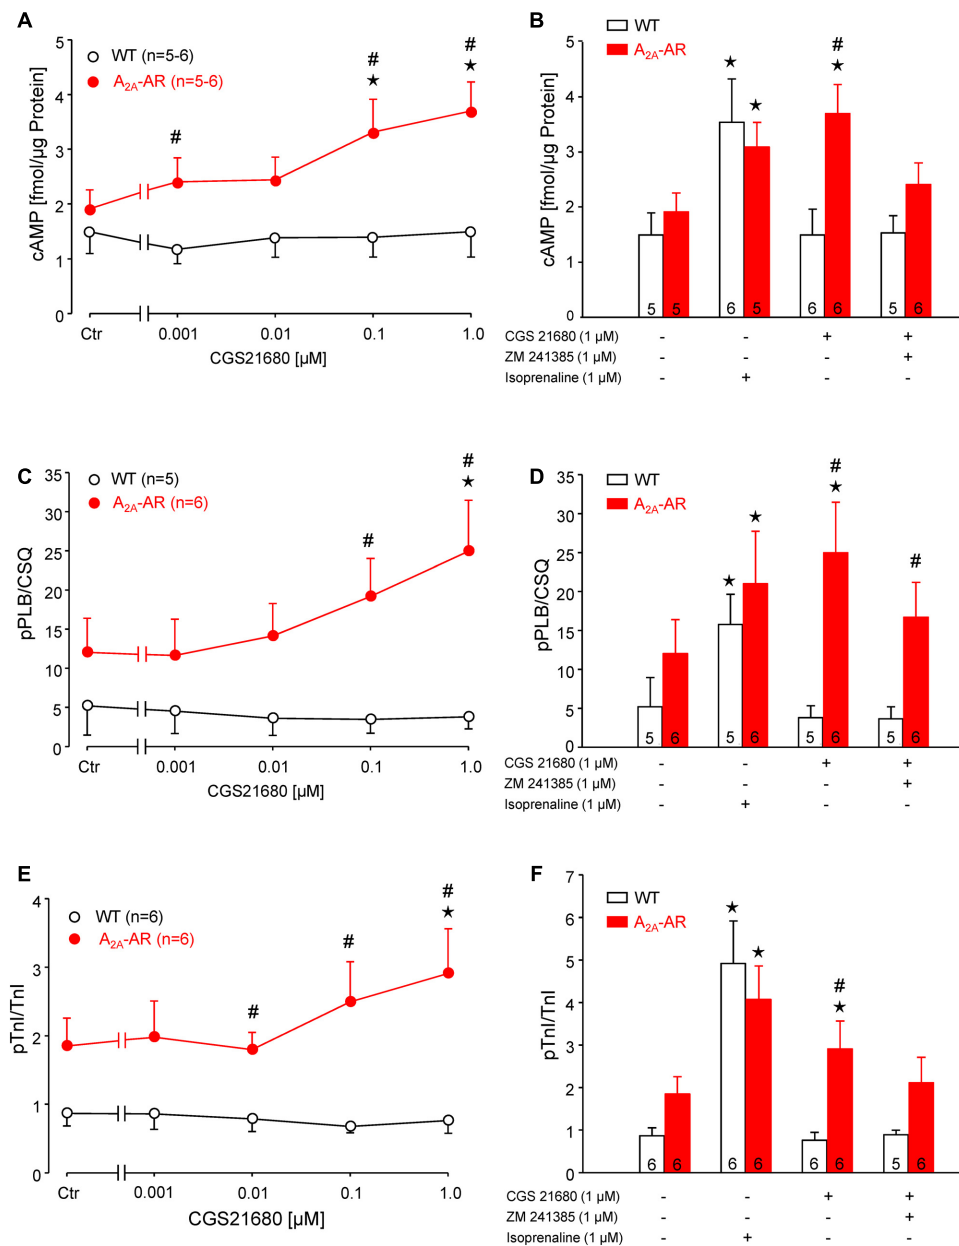 A
WT (n=5-6)
A2A-AR (n=5-6)
cAMP [fmol/µg Protein]
5
4
3
2
1
0
#
#
★
#
★
Ctr
0.001
0.01
0.1
1.0
CGS21680 [µM]
B
WT
A2A-AR
cAMP [fmol/µg Protein]
5
4
3
2
1
0
★
★
#
★
5 5 6 5 6 6 5 6
CGS 21680 (1 µM) - - + +
ZM 241385 (1 µM) - - - +
Isoprenaline (1 µM) - + - -
C
WT (n=5)
A2A-AR (n=6)
pPLB/CSQ
35
30
25
20
15
10
5
0
#
#
★
Ctr
0.001
0.01
0.1
1.0
CGS21680 [µM]
D
WT
A2A-AR
pPLB/CSQ
35
30
25
20
15
10
5
0
★
★
#
★
#
5 6 5 6 5 6 5 6
CGS 21680 (1 µM) - - + +
ZM 241385 (1 µM) - - - +
Isoprenaline (1 µM) - + - -
E
WT (n=6)
A2A-AR (n=6)
pTnI/TnI
4
3
2
1
0
#
#
#
★
Ctr
0.001
0.01
0.1
1.0
CGS21680 [µM]
F
WT
A2A-AR
pTnI/TnI
7
6
5
4
3
2
1
0
★
★
#
★
6 6 6 6 6 6 5 6
CGS 21680 (1 µM) - - + +
ZM 241385 (1 µM) - - - +
Isoprenaline (1 µM) - + - -